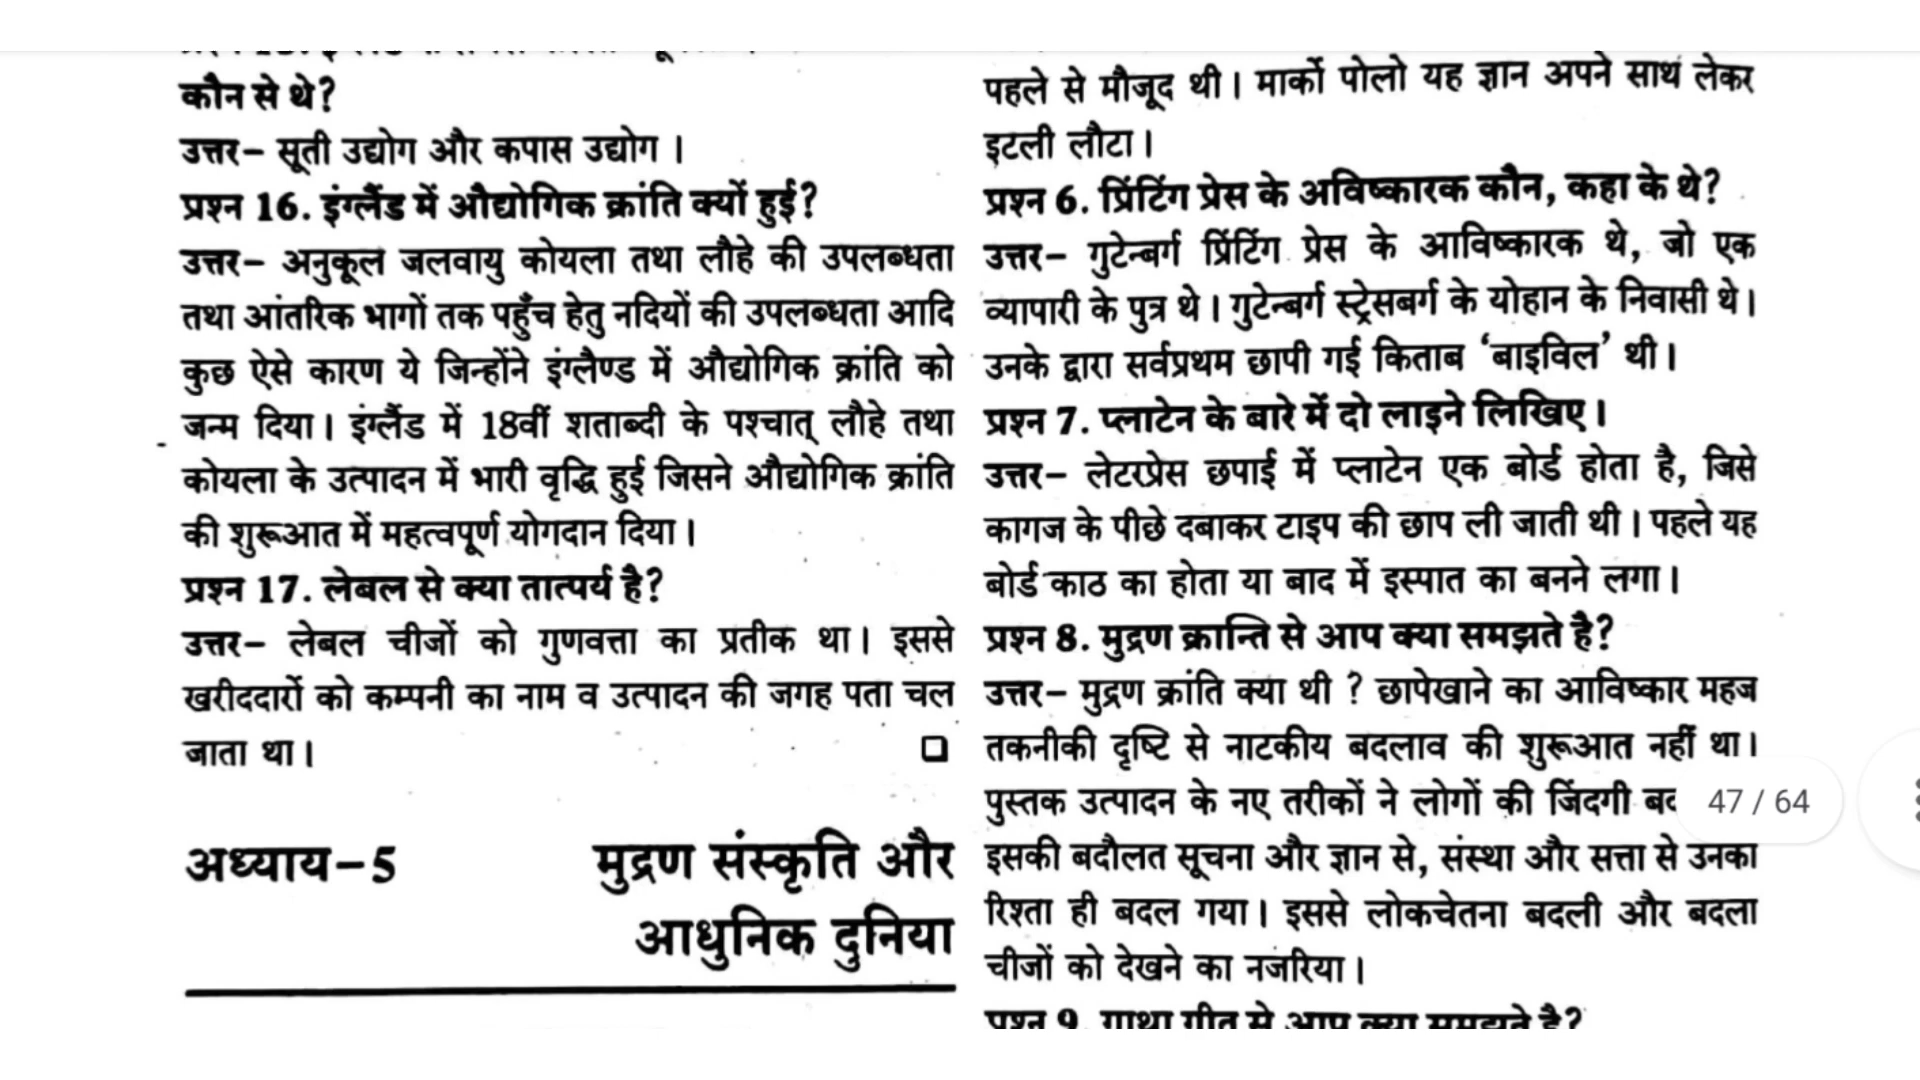 कौन से थे?
उत्तर– सूती उद्योग और कपास उद्योग।
प्रश्न 16. इंग्लैंड में औद्योगिक क्रांति क्यों हुई?
उत्तर– अनुकूल जलवायु कोयला तथा लौहे की उपलब्धता
तथा आंतरिक भागों तक पहुँच हेतु नदियों की उपलब्धता आदि
कुछ ऐसे कारण ये जिन्होंने इंग्लैण्ड में औद्योगिक क्रांति को
जन्म दिया। इंग्लैंड में 18वीं शताब्दी के पश्चात् लौहे तथा
कोयला के उत्पादन में भारी वृद्धि हुई जिसने औद्योगिक क्रांति
की शुरूआत में महत्वपूर्ण योगदान दिया।
प्रश्न 17. लेबल से क्या तात्पर्य है?
उत्तर– लेबल चीजों को गुणवत्ता का प्रतीक था। इससे
खरीददारों को कम्पनी का नाम व उत्पादन की जगह पता चल
जाता था।
अध्याय–5 मुद्रण संस्कृति और
आधुनिक दुनिया
पहले से मौजूद थी। मार्को पोलो यह ज्ञान अपने साथ लेकर
इटली लौटा।
प्रश्न 6. प्रिंटिंग प्रेस के अविष्कारक कौन, कहा के थे?
उत्तर– गुटेन्बर्ग प्रिंटिंग प्रेस के आविष्कारक थे, जो एक
व्यापारी के पुत्र थे। गुटेन्बर्ग स्ट्रेसबर्ग के योहान के निवासी थे।
उनके द्वारा सर्वप्रथम छापी गई किताब ‘बाइविल’ थी।
प्रश्न 7. प्लाटेन के बारे में दो लाइने लिखिए।
उत्तर– लेटरप्रेस छपाई में प्लाटेन एक बोर्ड होता है, जिसे
कागज के पीछे दबाकर टाइप की छाप ली जाती थी। पहले यह
बोर्ड काठ का होता या बाद में इस्पात का बनने लगा।
प्रश्न 8. मुद्रण क्रान्ति से आप क्या समझते है?
उत्तर– मुद्रण क्रांति क्या थी ? छापेखाने का आविष्कार महज
तकनीकी दृष्टि से नाटकीय बदलाव की शुरूआत नहीं था।
पुस्तक उत्पादन के नए तरीकों ने लोगों की जिंदगी
47 / 64
इसकी बदौलत सूचना और ज्ञान से, संस्था और सत्ता से उनका
रिश्ता ही बदल गया। इससे लोकचेतना बदली और बदला
चीजों को देखने का नजरिया।
प्रश्न 9. गाथा गीत से आप क्या समझते है?